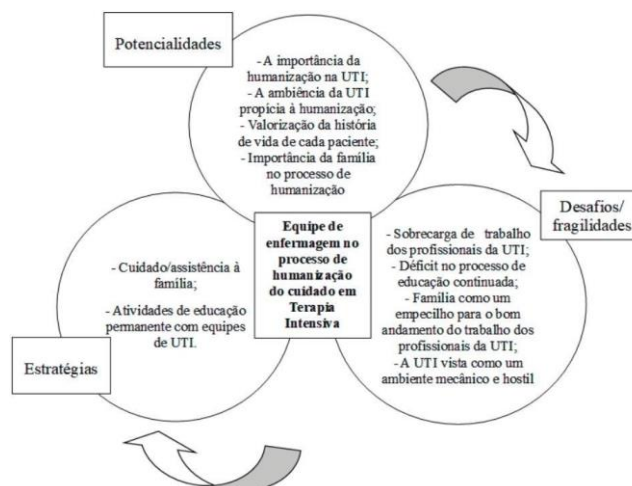 Potencialidades
- A importância da
humanização na UTI;
- A ambiência da UTI
propícia à humanização;
- Valorização da história
de vida de cada paciente;
- Importância da família
no processo de
humanização
Desafios/
fragilidades
- Sobrecarga de trabalho
dos profissionais da UTI;
- Déficit no processo de
educação continuada;
- Família como um
empecilho para o bom
andamento do trabalho dos
profissionais da UTI;
- A UTI vista como um
ambiente mecânico e hostil
Equipe de
enfermagem no
processo de
humanização
do cuidado em
Terapia
Intensiva
- Cuidado/assistência à
família;
- Atividades de educação
permanente com equipes
de UTI.
Estratégias